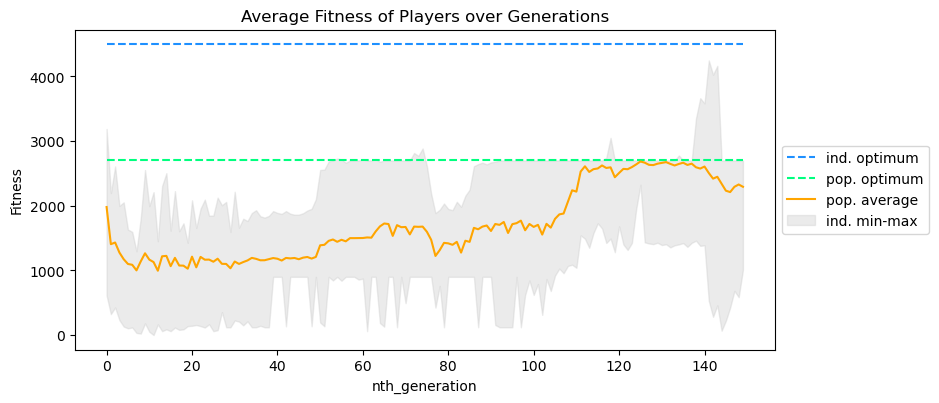 Average Fitness of Players over Generations
Fitness
4000
3000
2000
1000
0
0 20 40 60 80 100 120 140
nth_generation
ind. optimum
pop. optimum
pop. average
ind. min-max